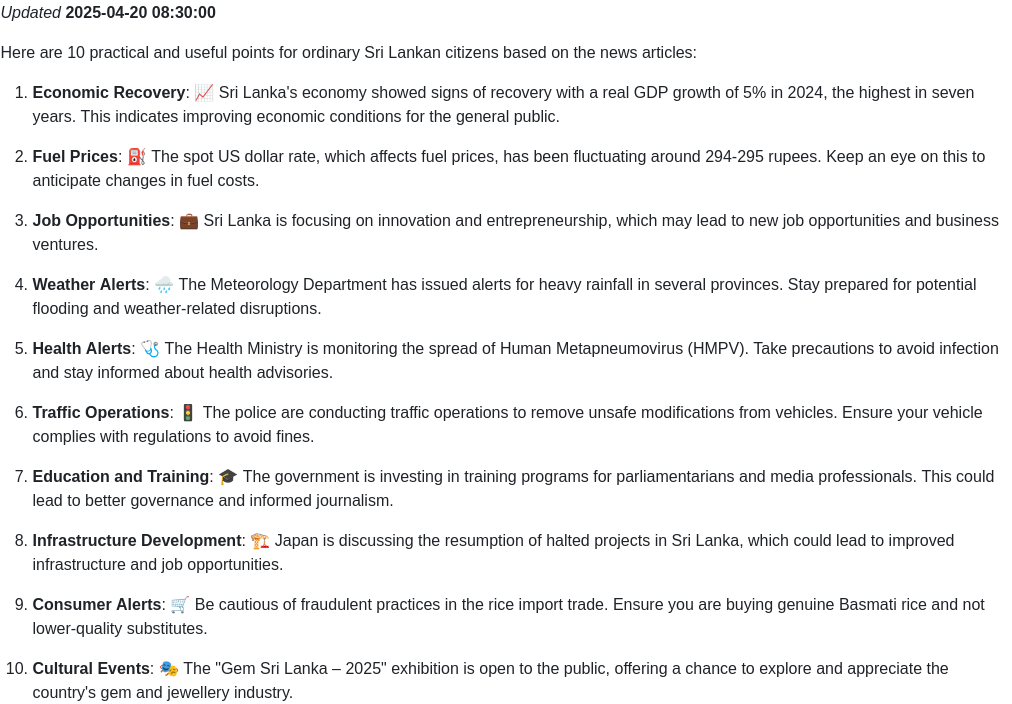 Updated 2025-04-20 08:30:00
Here are 10 practical and useful points for ordinary Sri Lankan citizens based on the news articles:
1. Economic Recovery: 📈 Sri Lanka's economy showed signs of recovery with a real GDP growth of 5% in 2024, the highest in seven
years. This indicates improving economic conditions for the general public.
2. Fuel Prices: ⛽ The spot US dollar rate, which affects fuel prices, has been fluctuating around 294-295 rupees. Keep an eye on this to
anticipate changes in fuel costs.
3. Job Opportunities: 💼 Sri Lanka is focusing on innovation and entrepreneurship, which may lead to new job opportunities and business
ventures.
4. Weather Alerts: 🌧️ The Meteorology Department has issued alerts for heavy rainfall in several provinces. Stay prepared for potential
flooding and weather-related disruptions.
5. Health Alerts: 🩺 The Health Ministry is monitoring the spread of Human Metapneumovirus (HMPV). Take precautions to avoid infection
and stay informed about health advisories.
6. Traffic Operations: 🚦 The police are conducting traffic operations to remove unsafe modifications from vehicles. Ensure your vehicle
complies with regulations to avoid fines.
7. Education and Training: 🎓 The government is investing in training programs for parliamentarians and media professionals. This could
lead to better governance and informed journalism.
8. Infrastructure Development: 🏗️ Japan is discussing the resumption of halted projects in Sri Lanka, which could lead to improved
infrastructure and job opportunities.
9. Consumer Alerts: 🛒 Be cautious of fraudulent practices in the rice import trade. Ensure you are buying genuine Basmati rice and not
lower-quality substitutes.
10. Cultural Events: 🎭 The "Gem Sri Lanka – 2025" exhibition is open to the public, offering a chance to explore and appreciate the
country's gem and jewellery industry.